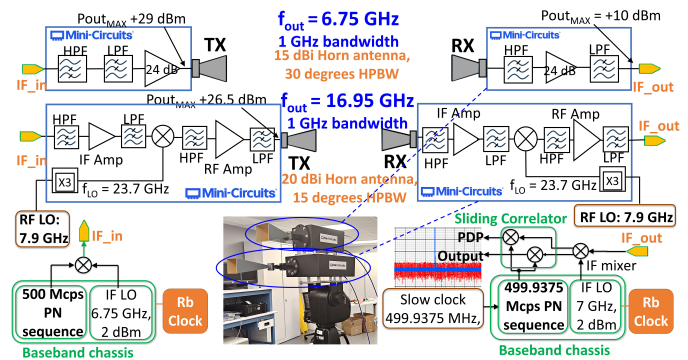 Pout_MAX +29 dBm
f_out = 6.75 GHz
1 GHz bandwidth
15 dBi Horn antenna,
30 degrees HPBW
Pout_MAX = +10 dBm
Mini-Circuits
TX
HPF
LPF
24 dB
IF_in
RX
Mini-Circuits
HPF
LPF
24 dB
IF_out
Pout_MAX +26.5 dBm
f_out = 16.95 GHz
1 GHz bandwidth
HPF
LPF
IF Amp
HPF
RF Amp
LPF
IF_in
TX
X3
f_LO = 23.7 GHz
Mini-Circuits
20 dBi Horn antenna,
15 degrees HPBW
RX
IF Amp
RF Amp
HPF
LPF
HPF
LPF
IF_out
f_LO = 23.7 GHz
X3
Mini-Circuits
RF LO:
7.9 GHz
RF LO: 7.9 GHz
IF_in
500 Mcps
PN
sequence
IF LO
6.75 GHz,
2 dBm
Rb
Clock
Baseband chassis
Sliding Correlator
PDP
Output
IF_out
IF mixer
Slow clock
499.9375 MHz,
499.9375
Mcps PN
sequence
IF LO
7 GHz,
2 dBm
Rb
Clock
Baseband chassis